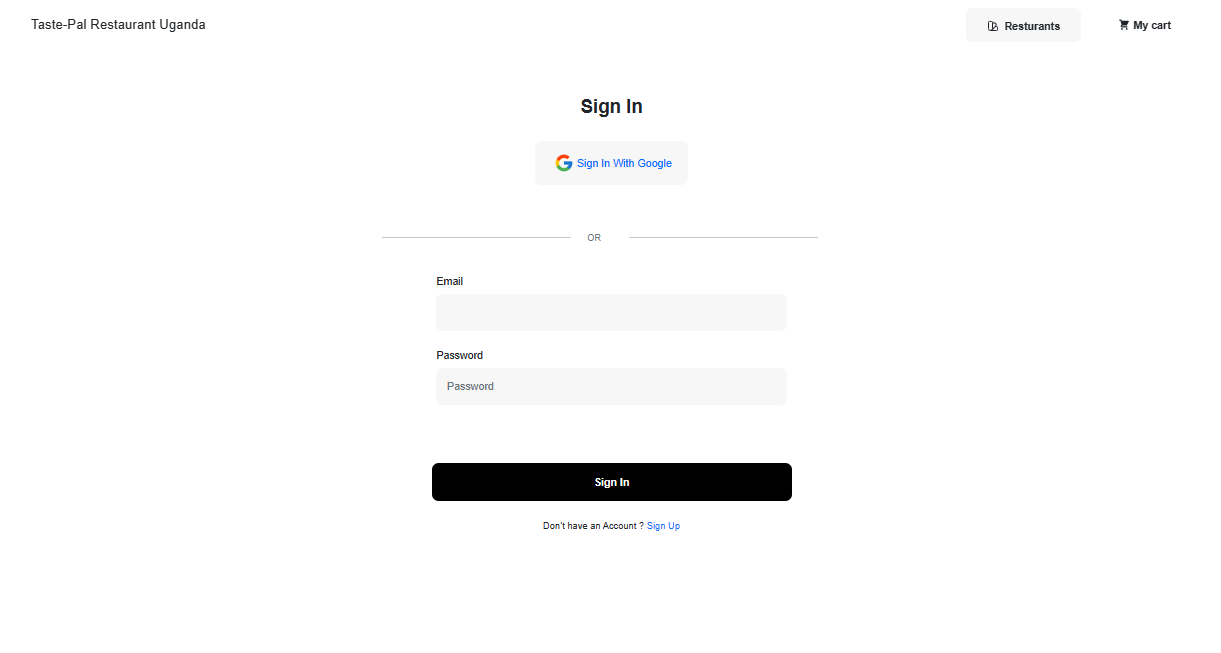 Taste-Pal Restaurant Uganda
Resturants
My cart
Sign In
Sign In With Google
OR
Email
Password
Password
Sign In
Don't have an Account ? Sign Up